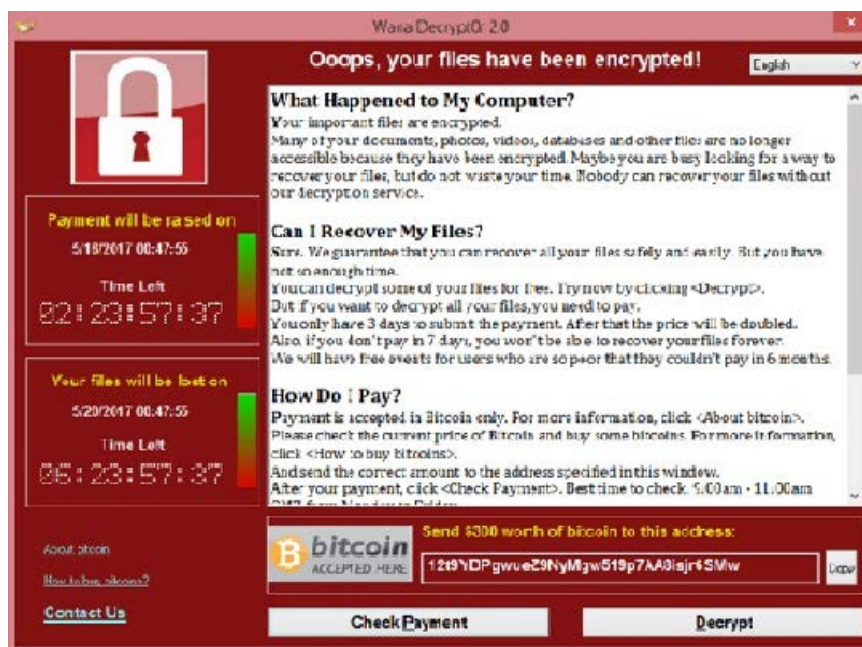 Wana Decrypt0r 2.0
Ooops, your files have been encrypted!
English
What Happened to My Computer?
Your important files are encrypted.
Many of your documents, photos, videos, databases and other files are no longer
accessible because they have been encrypted. Maybe you are busy looking for a way to
recover your files, but do not waste your time. Nobody can recover your files without
our decryption service.
Can I Recover My Files?
Sure. We guarantee that you can recover all your files safely and easily. But you have
not so enough time.
You can decrypt some of your files for free. Try now by clicking <Decrypt>.
But if you want to decrypt all your files, you need to pay.
You only have 3 days to submit the payment. After that the price will be doubled.
Also, if you don't pay in 7 days, you won't be able to recover your files forever.
We will have free events for users who are so poor that they couldn't pay in 6 months.
How Do I Pay?
Payment is accepted in Bitcoin only. For more information, click <About bitcoin>.
Please check the current price of Bitcoin and buy some bitcoins. For more information,
click <How to buy bitcoins>.
And send the correct amount to the address specified in this window.
After your payment, click <Check Payment>. Best time to check: 9:00am - 11:00am
GMT from Monday to Friday.
Payment will be raised on
5/18/2017 00:47:55
Time Left
02:23:57:37
Your files will be lost on
5/20/2017 00:47:55
Time Left
06:23:57:37
About bitcoin
How to buy bitcoins?
Contact Us
bitcoin
ACCEPTED HERE
Send $300 worth of bitcoin to this address:
Copy
Check Payment
Decrypt